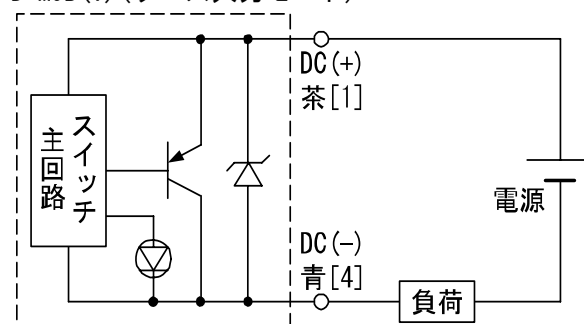 DC(+)
茶[1]
スイッチ
主回路
電源
DC(-)
青[4]
負荷